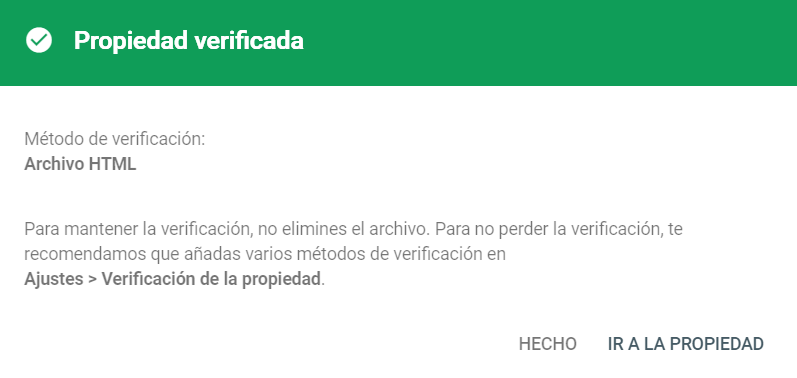 Propiedad verificada
Método de verificación:
Archivo HTML
Para mantener la verificación, no elimines el archivo. Para no perder la verificación, te
recomendamos que añadas varios métodos de verificación en
Ajustes > Verificación de la propiedad.
HECHO IR A LA PROPIEDAD